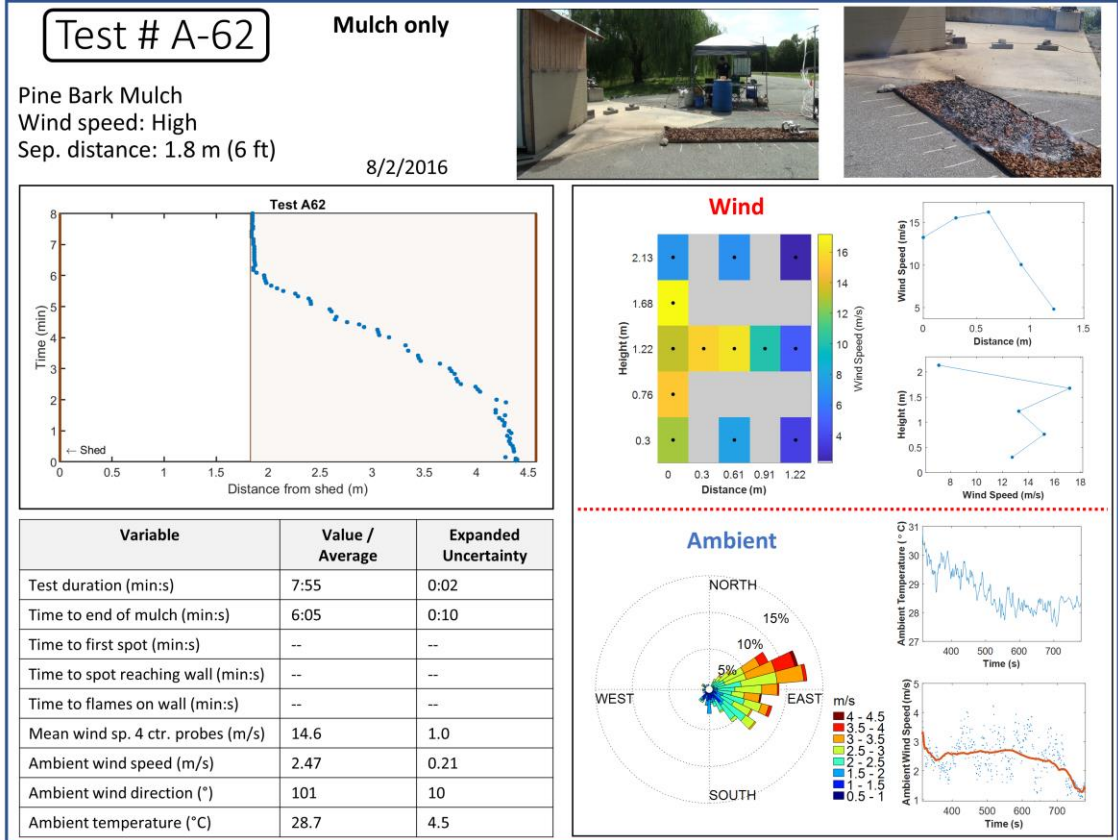 Test # A-62
Mulch only
Pine Bark Mulch
Wind speed: High
Sep. distance: 1.8 m (6 ft)
8/2/2016
Test A62
Time (min)
8
7
6
5
4
3
2
1
0
← Shed
0 0.5 1 1.5 2 2.5 3 3.5 4 4.57
Distance from shed (m)
Variable Value / Average Expanded Uncertainty
Test duration (min:s) 7:55 0:02
Time to end of mulch (min:s) 6:05 0:10
Time to first spot (min:s) -- --
Time to spot reaching wall (min:s) -- --
Time to flames on wall (min:s) -- --
Mean wind sp. 4 ctr. probes (m/s) 14.6 1.0
Ambient wind speed (m/s) 2.47 0.21
Ambient wind direction (°) 101 10
Ambient temperature (°C) 28.7 4.5
Wind
Height (m)
2.13
1.68
1.22
0.76
0.3
0 0.3 0.61 0.91 1.22
Distance (m)
16
14
12
10
8
6
4
Wind Speed (m/s)
Wind Speed (m/s)
15
10
5
0 0.5 1 1.5
Distance (m)
Height (m)
2
1.5
1
0.5
0
8 10 12 14 16 18
Wind Speed (m/s)
Ambient
NORTH
15%
10%
5%
WEST
EAST
SOUTH
m/s
4 - 4.5
3.5 - 4
3 - 3.5
2.5 - 3
2 - 2.5
1.5 - 2
1 - 1.5
0.5 - 1
Ambient Temperature (° C)
31
30
29
28
27
400 500 600 700
Time (s)
Ambient Wind Speed (m/s)
5
4
3
2
1
400 500 600 700
Time (s)